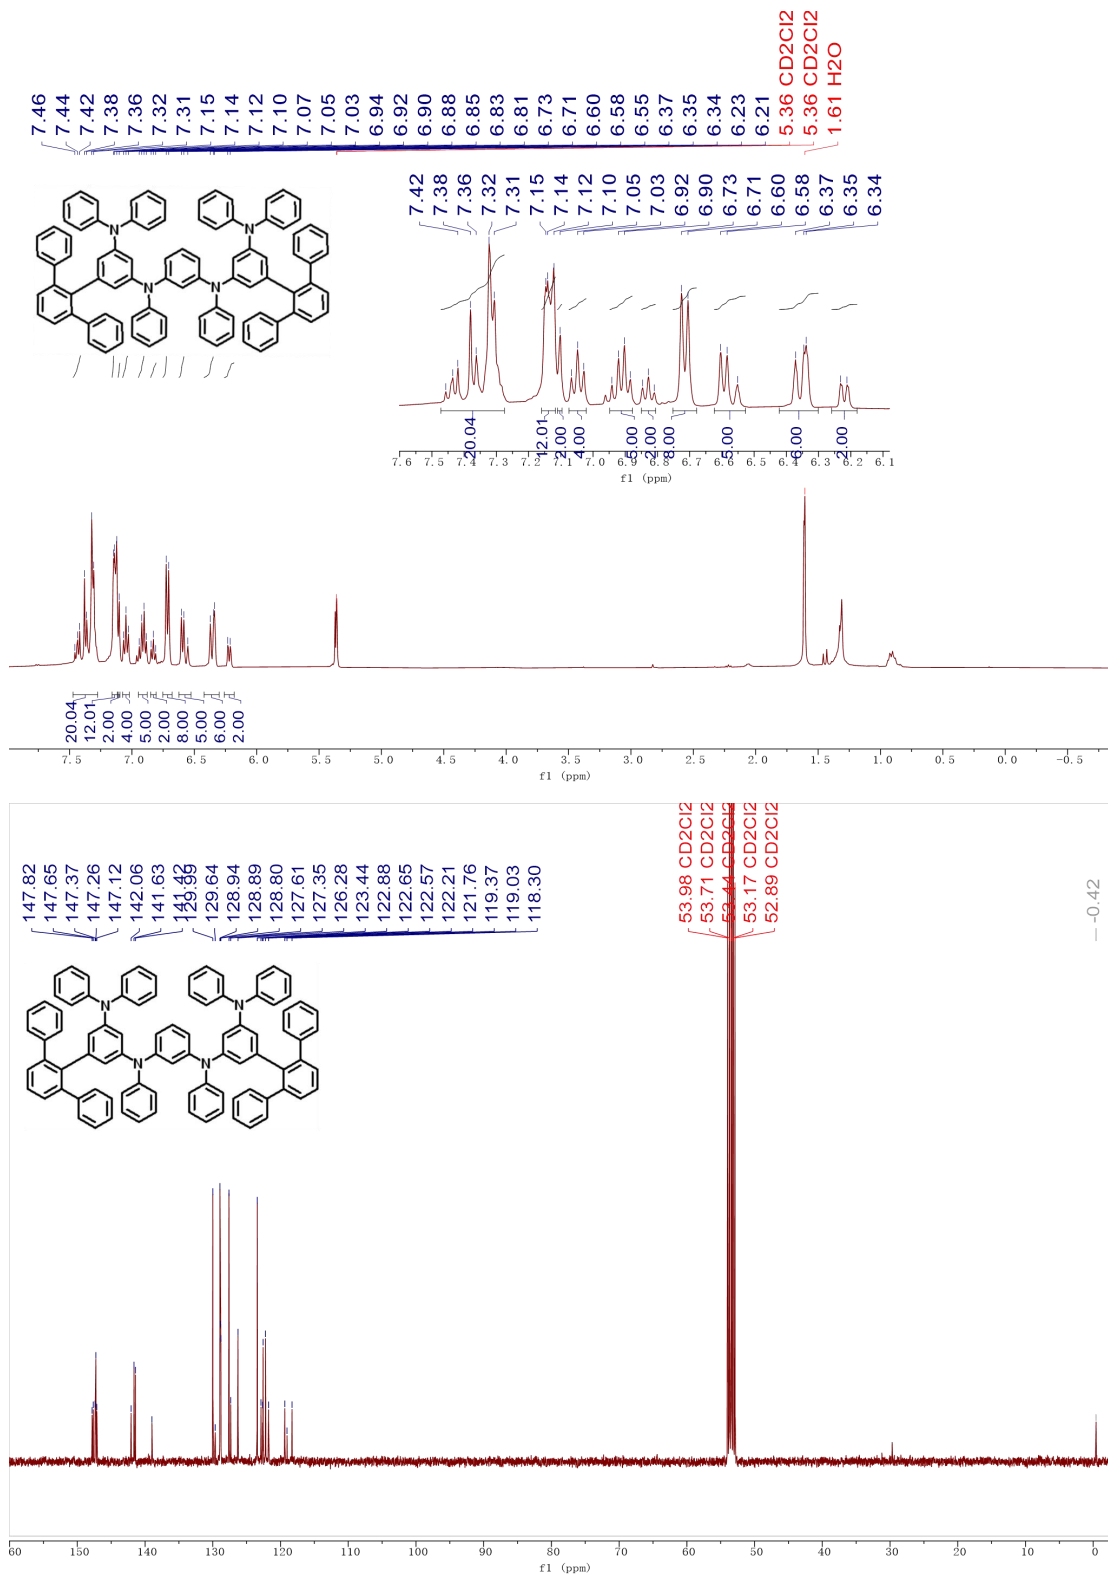 7.46 7.44 7.42 7.38 7.36 7.32 7.31 7.15 7.14 7.12 7.10 7.07 7.05 7.03 6.94 6.92 6.90 6.88 6.85 6.83 6.81 6.73 6.71 6.60 6.58 6.55 6.37 6.35 6.34 6.23 6.21 5.36 CD2Cl2 5.36 CD2Cl2 1.61 H2O
7.42 7.38 7.36 7.32 7.31 7.15 7.14 7.12 7.10 7.05 7.03 6.92 6.90 6.73 6.71 6.60 6.58 6.37 6.35 6.34
N N
N N
20.04 12.01 2.00 4.00 5.00 2.00 8.00 5.00 6.00 2.00
7.6 7.5 7.4 7.3 7.2 7.1 7.0 6.9 6.8 6.7 6.6 6.5 6.4 6.3 6.2 6.1
f1 (ppm)
20.04 12.01 2.00 4.00 5.00 2.00 8.00 5.00 6.00 2.00
7.5 7.0 6.5 6.0 5.5 5.0 4.5 4.0 3.5 3.0 2.5 2.0 1.5 1.0 0.5 0.0 -0.5
f1 (ppm)
147.82 147.65 147.37 147.26 147.12 142.06 141.63 141.42 129.99 129.64 128.94 128.89 128.80 127.61 127.35 126.28 123.44 122.88 122.65 122.57 122.21 121.76 119.37 119.03 118.30 53.98 CD2Cl2 53.71 CD2Cl2 53.44 CD2Cl2 53.17 CD2Cl2 52.89 CD2Cl2 -0.42
N N
N N
60 150 140 130 120 110 100 90 80 70 60 50 40 30 20 10 0
f1 (ppm)